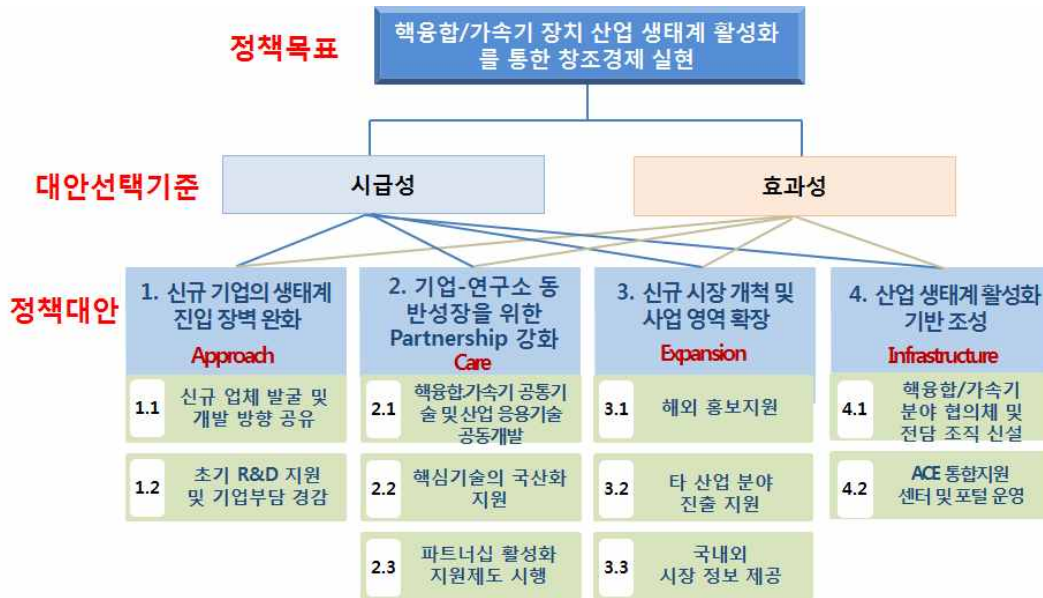 정책목표
핵융합/가속기 장치 산업 생태계 활성화
를 통한 창조경제 실현
대안선택기준
시급성
효과성
정책대안
1. 신규 기업의 생태계
진입 장벽 완화
Approach
2. 기업-연구소 동
반성장을 위한
Partnership 강화
Care
3. 신규 시장 개척 및
사업 영역 확장
Expansion
4. 산업 생태계 활성화
기반 조성
Infrastructure
1.1
신규 업체 발굴 및
개발 방향 공유
2.1
핵융합.가속기 공통기
술 및 산업 응용기술
공동개발
3.1
해외 홍보지원
4.1
핵융합/가속기
분야 협의체 및
전담 조직 신설
1.2
초기 R&D 지원
및 기업부담 경감
2.2
핵심기술의 국산화
지원
3.2
타 산업 분야
진출 지원
4.2
ACE 통합지원
센터 및 포털 운영
2.3
파트너십 활성화
지원제도 시행
3.3
국내외
시장 정보 제공